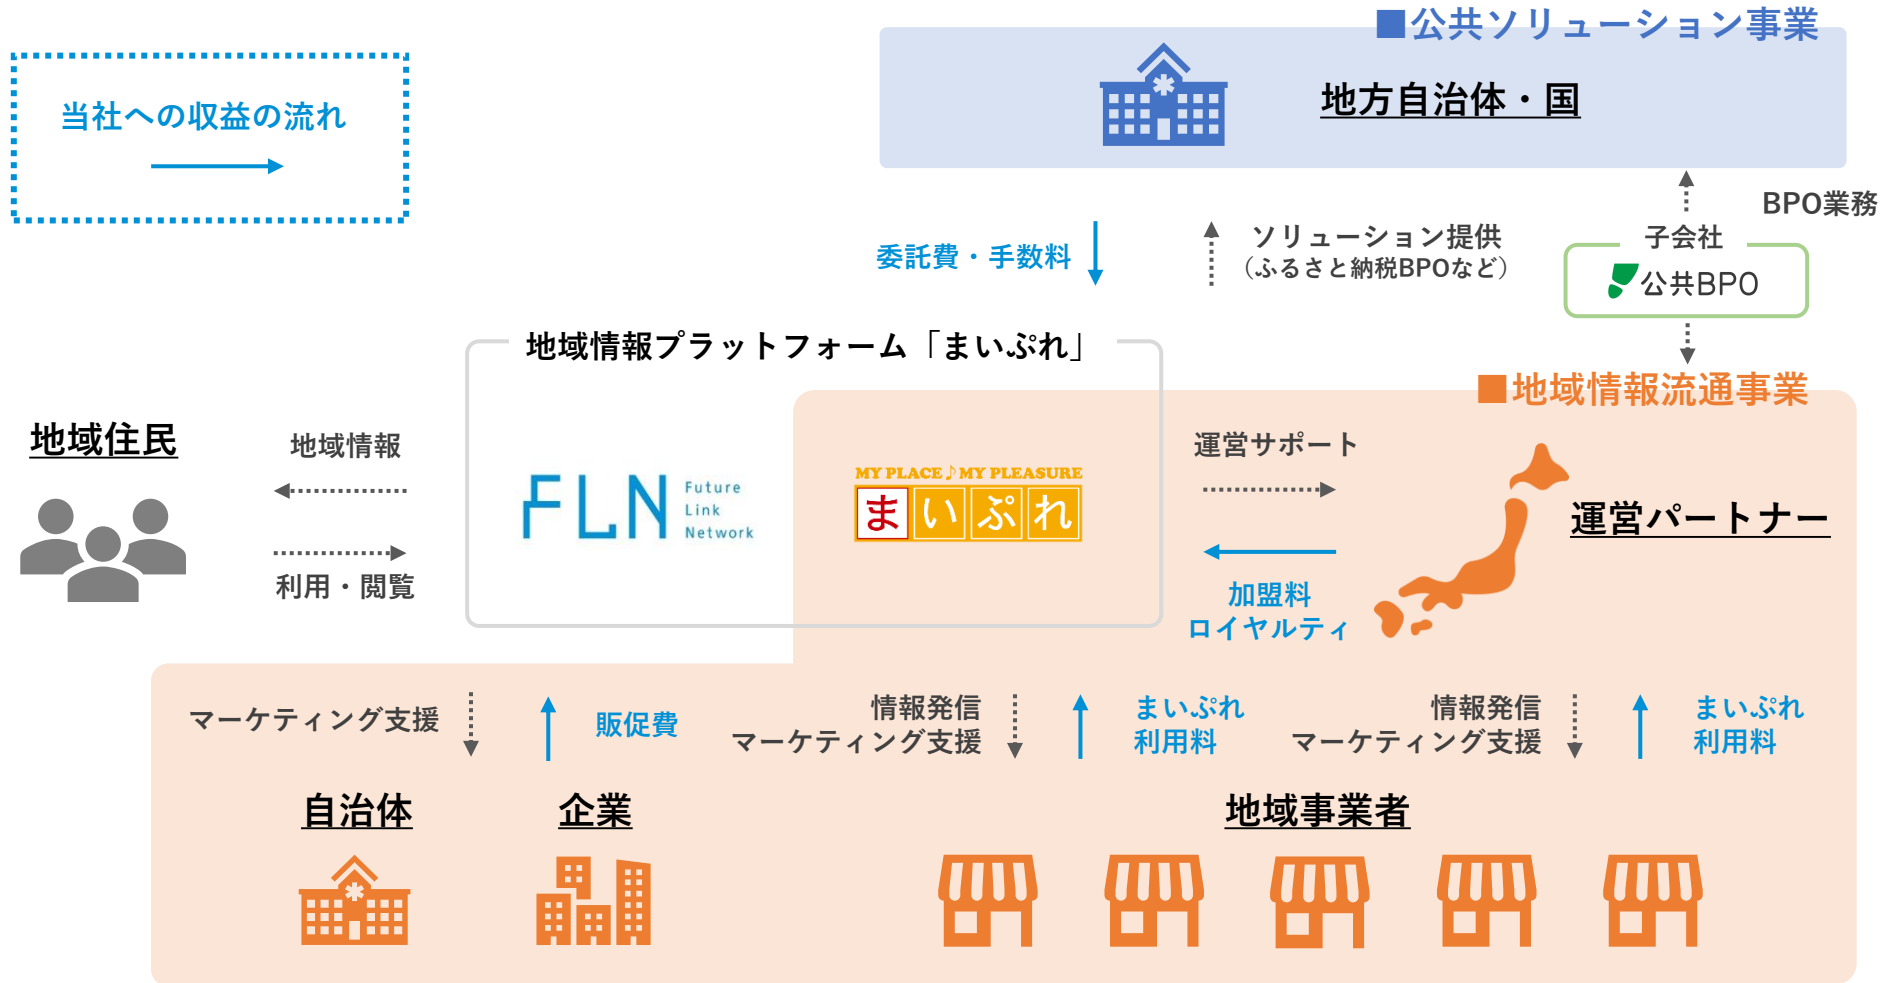 ■公共ソリューション事業
当社への収益の流れ
地方自治体・国
BPO業務
委託費・手数料
ソリューション提供
（ふるさと納税BPOなど）
子会社
公共BPO
地域情報プラットフォーム「まいぷれ」
■地域情報流通事業
地域住民
地域情報
利用・閲覧
FLN
Future
Link
Network
MY PLACE♪MY PLEASURE
まいぷれ
運営サポート
加盟料
ロイヤルティ
運営パートナー
マーケティング支援
販促費
情報発信
マーケティング支援
まいぷれ
利用料
情報発信
マーケティング支援
まいぷれ
利用料
自治体
企業
地域事業者